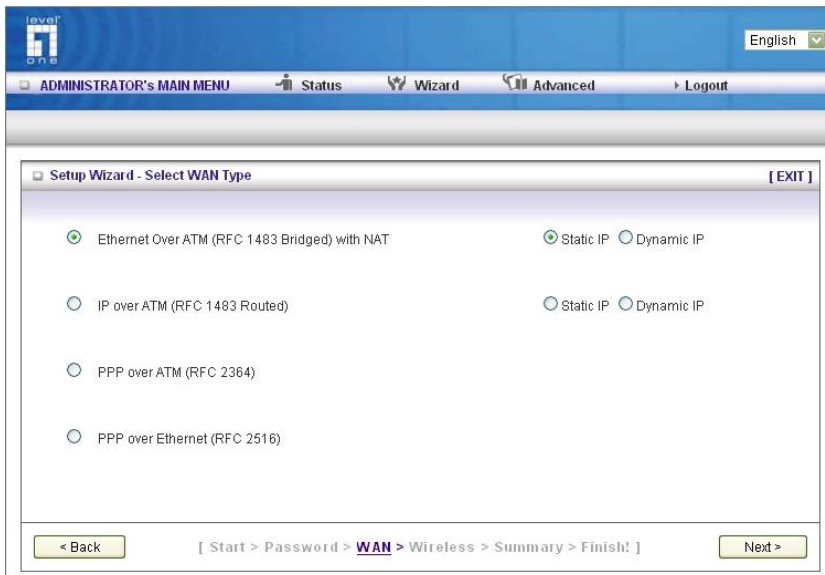 level
one
English
ADMINISTRATOR's MAIN MENU Status Wizard Advanced Logout
Setup Wizard - Select WAN Type [ EXIT ]
Ethernet Over ATM (RFC 1483 Bridged) with NAT Static IP Dynamic IP
IP over ATM (RFC 1483 Routed) Static IP Dynamic IP
PPP over ATM (RFC 2364)
PPP over Ethernet (RFC 2516)
< Back [ Start > Password > WAN > Wireless > Summary > Finish! ] Next >